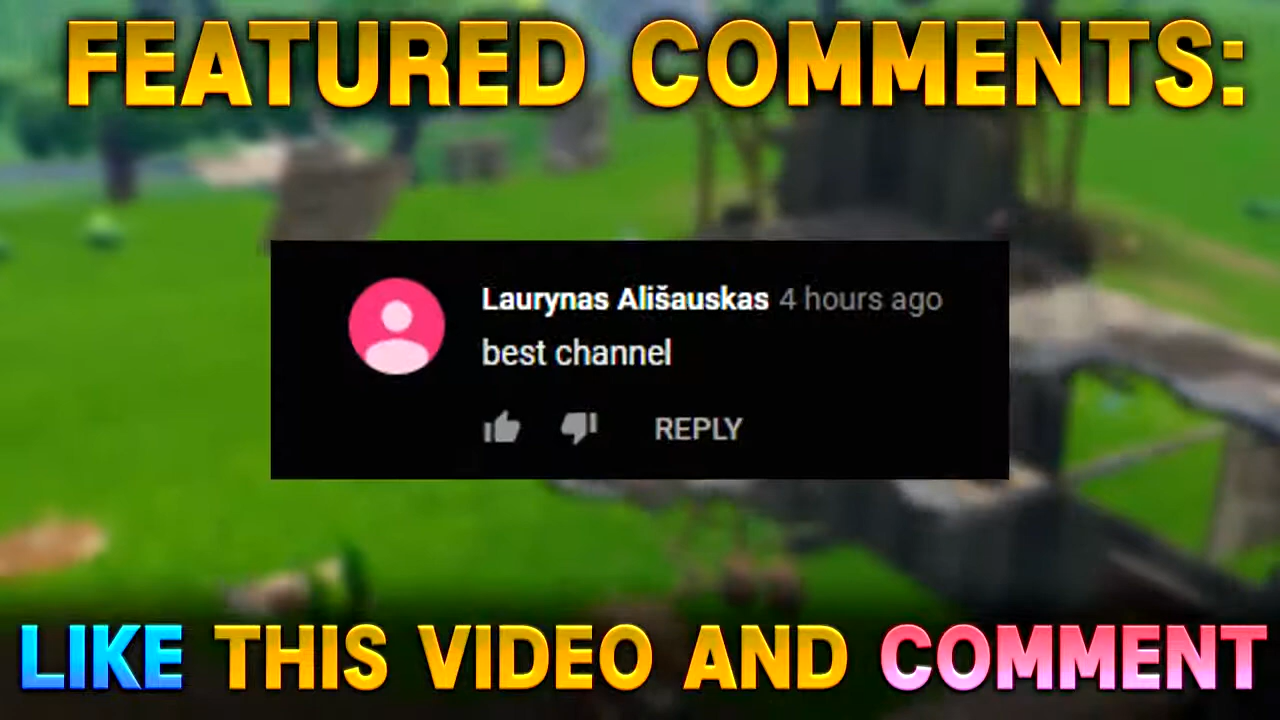 FEATURED COMMENTS:
Laurynas Ališauskas 4 hours ago
best channel
REPLY
LIKE THIS VIDEO AND COMMENT